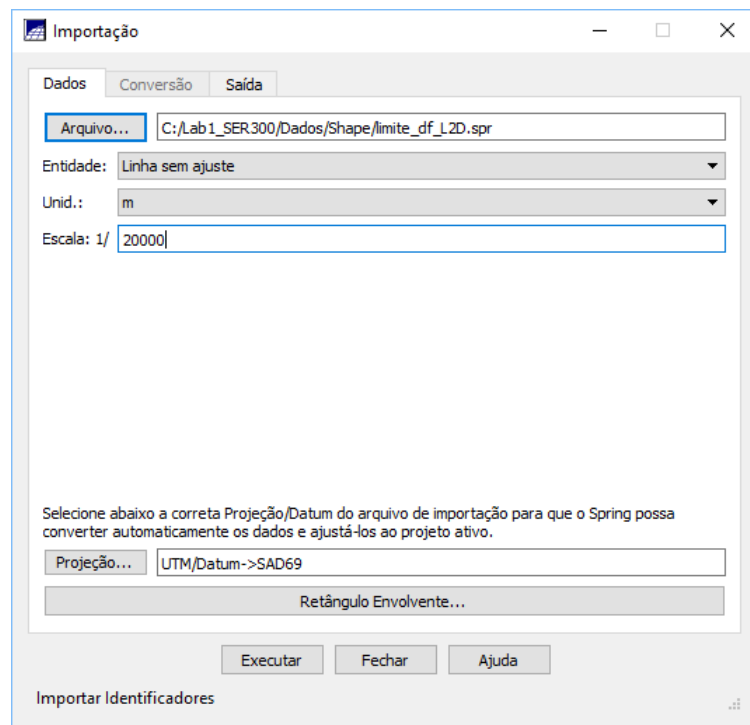 Importação
Dados Conversão Saída
Arquivo... C:/Lab1_SER300/Dados/Shape/limite_df_L2D.spr
Entidade: Linha sem ajuste
Unid.: m
Escala: 1/ 20000
Selecione abaixo a correta Projeção/Datum do arquivo de importação para que o Spring possa
converter automaticamente os dados e ajustá-los ao projeto ativo.
Projeção... UTM/Datum->SAD69
Retângulo Envolvente...
Executar Fechar Ajuda
Importar Identificadores